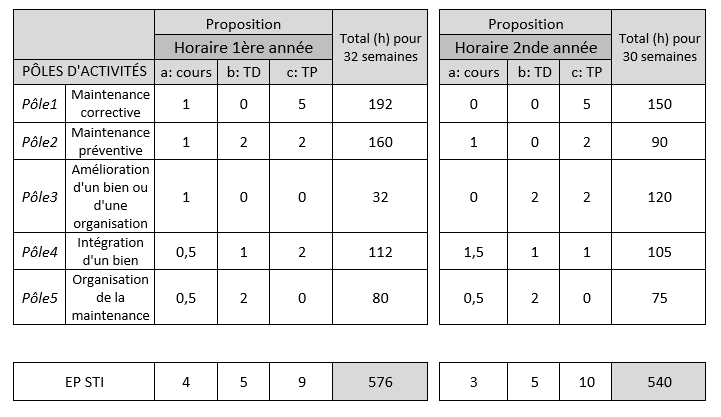 Proposition
Horaire 1ère année
Total (h) pour
32 semaines
Proposition
Horaire 2nde année
Total (h) pour
30 semaines
PÔLES D'ACTIVITÉS a: cours b: TD c: TP a: cours b: TD c: TP
Pôle1 Maintenance corrective 1 0 5 192 0 0 5 150
Pôle2 Maintenance préventive 1 2 2 160 1 0 2 90
Pôle3 Amélioration d'un bien ou d'une organisation 1 0 0 32 0 2 2 120
Pôle4 Intégration d'un bien 0,5 1 2 112 1,5 1 1 105
Pôle5 Organisation de la maintenance 0,5 2 0 80 0,5 2 0 75
EP STI 4 5 9 576 3 5 10 540